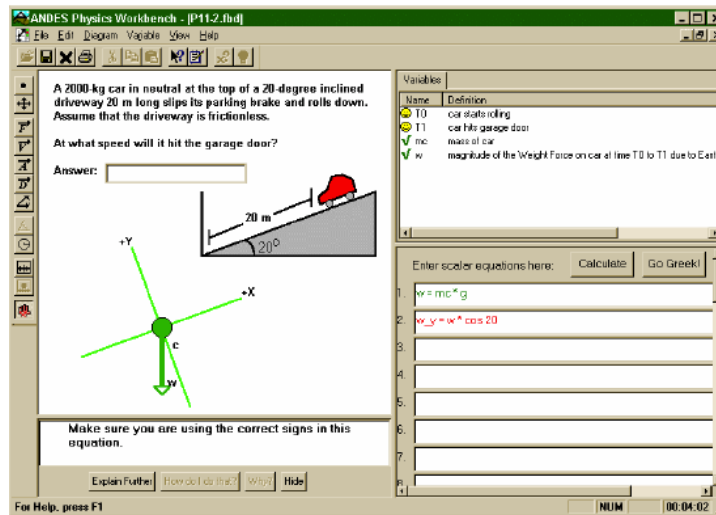 ANDES Physics Workbench - [P11-2.fbd]
File Edit Diagram Variable View Help
A 2000-kg car in neutral at the top of a 20-degree inclined
driveway 20 m long slips its parking brake and rolls down.
Assume that the driveway is frictionless.
At what speed will it hit the garage door?
Answer:
20 m
20°
+Y
+X
c
w
Make sure you are using the correct signs in this
equation.
Explain Further How do I do that? Why? Hide
Variables
Name Definition
T0 car starts rolling
T1 car hits garage door
mc mass of car
w magnitude of the Weight Force on car at time T0 to T1 due to Eart
Enter scalar equations here: Calculate Go Greek!
1. w = mc * g
2. w_y = w * cos 20
3.
4.
5.
6.
7.
8.
For Help, press F1 NUM 00:04:02